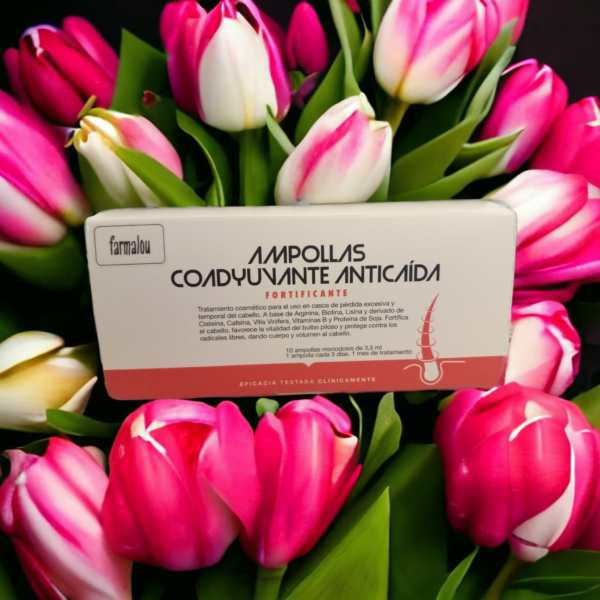 farmalou
AMPOLLAS
COADYUVANTE ANTICAÍDA
FORTIFICANTE
Tratamiento cosmético para el uso en casos de pérdida excesiva y
temporal del cabello. A base de Arginina, Biotina, Lisina y derivado de
Cisteína, Cafeína, Vitis Vinífera, Vitaminas B y Proteína de Soja. Fortifica
el cabello, favorece la vitalidad del bulbo piloso y protege contra los
radicales libres, dando cuerpo y volumen al cabello.
10 ampollas monodosis de 3,5 ml
1 ampolla cada 3 días. 1 mes de tratamiento
EFICACIA TESTADA CLÍNICAMENTE